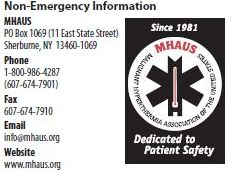 Non-Emergency Information
MHAUS
PO Box 1069 (11 East State Street)
Sherburne, NY 13460-1069
Phone
1-800-986-4287
(607-674-7901)
Fax
607-674-7910
Email
info@mhaus.org
Website
www.mhaus.org
Since 1981
MHAUS
MALIGNANT HYPERTHERMIA ASSOCIATION OF THE UNITED STATES
Dedicated to
Patient Safety